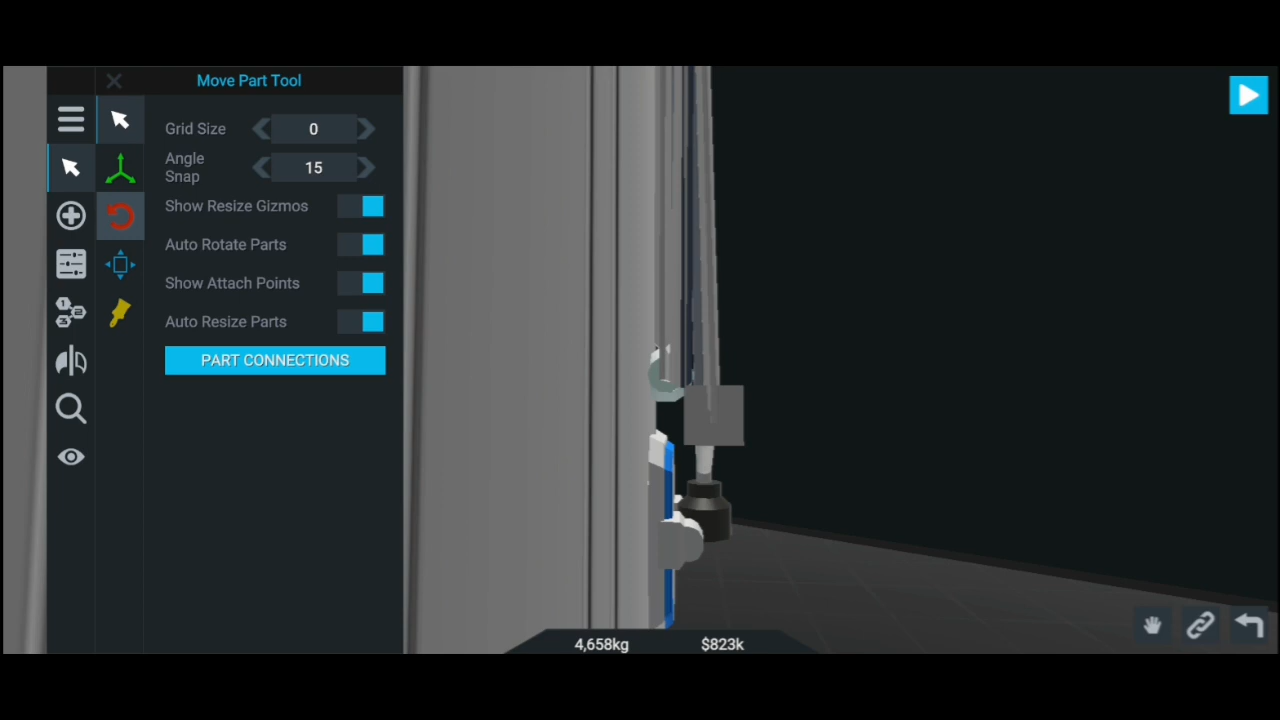 Move Part Tool
Grid Size
0
Angle
Snap
15
Show Resize Gizmos
Auto Rotate Parts
Show Attach Points
Auto Resize Parts
PART CONNECTIONS
4,658kg
$823k